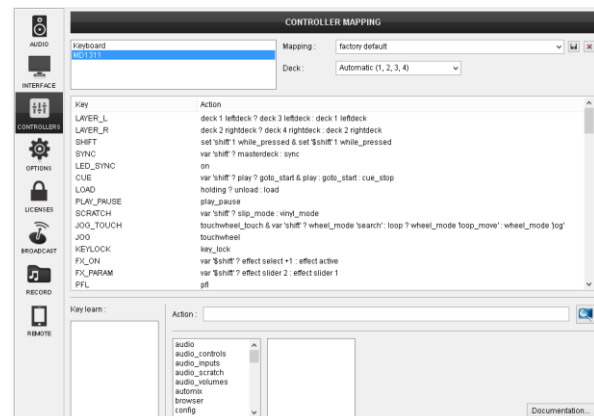 CONTROLLER MAPPING
AUDIO
INTERFACE
CONTROLLERS
OPTIONS
LICENSES
BROADCAST
RECORD
REMOTE
Keyboard
MD1311
Mapping : factory default
Deck : Automatic (1, 2, 3, 4)
Key Action
LAYER_L deck 1 leftdeck ? deck 3 leftdeck : deck 1 leftdeck
LAYER_R deck 2 rightdeck ? deck 4 rightdeck : deck 2 rightdeck
SHIFT set 'shift' 1 while_pressed & set '$shift' 1 while_pressed
SYNC var 'shift' ? masterdeck : sync
LED_SYNC on
CUE var 'shift' ? play ? goto_start & play : goto_start : cue_stop
LOAD holding ? unload : load
PLAY_PAUSE play_pause
SCRATCH var 'shift' ? slip_mode : vinyl_mode
JOG_TOUCH touchwheel_touch & var 'shift' ? wheel_mode 'search' : loop ? wheel_mode 'loop_move' : wheel_mode 'jog'
JOG touchwheel
KEYLOCK key_lock
FX_ON var '$shift' ? effect select +1 : effect active
FX_PARAM var '$shift' ? effect slider 2 : effect slider 1
PFL pfl
Key learn :
Action :
audio
audio_controls
audio_inputs
audio_scratch
audio_volumes
automix
browser
config
Documentation...